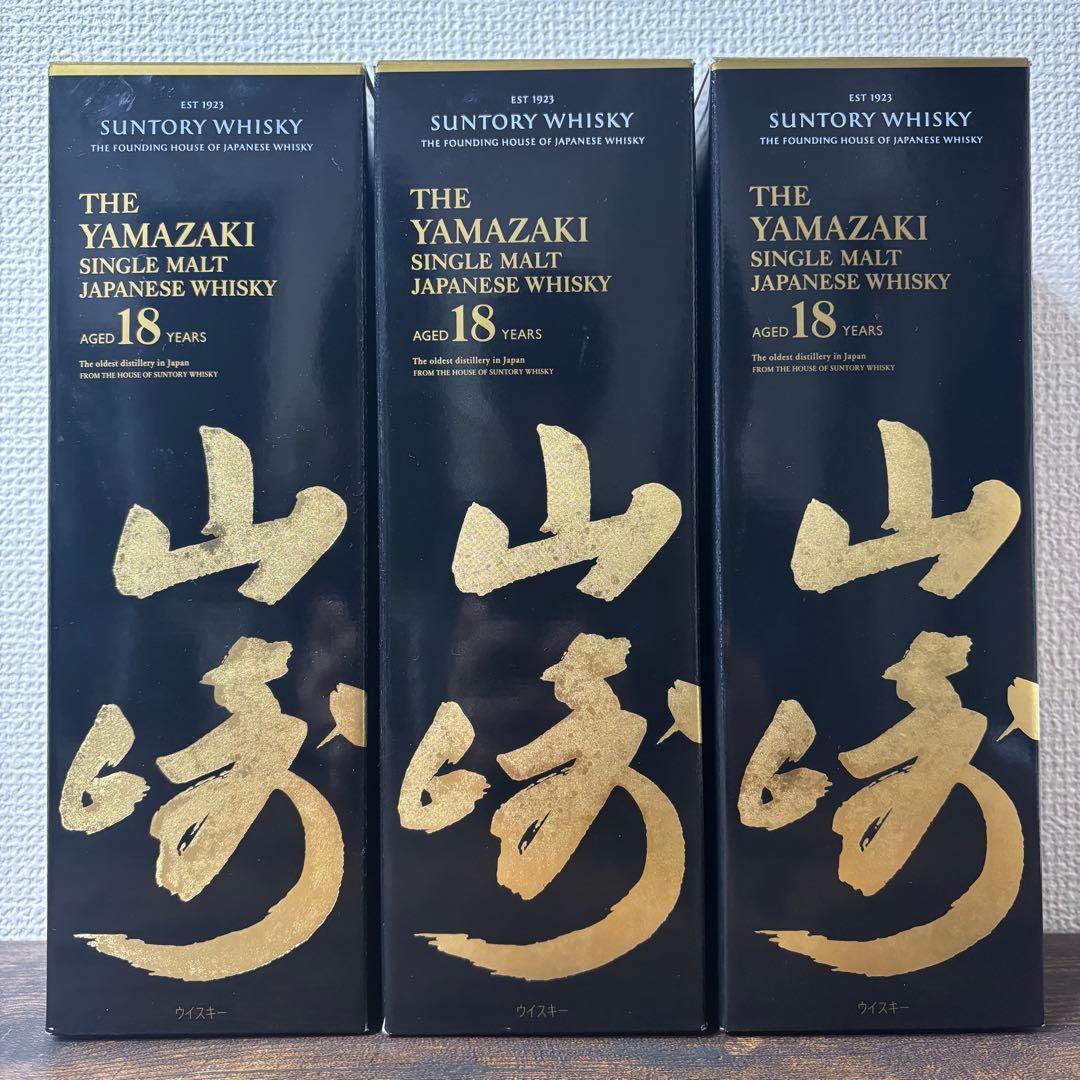 EST 1923
SUNTORY WHISKY
THE FOUNDING HOUSE OF JAPANESE WHISKY
THE
YAMAZAKI
SINGLE MALT
JAPANESE WHISKY
AGED 18 YEARS
The oldest distillery in Japan
FROM THE HOUSE OF SUNTORY WHISKY
山
崎
ウイスキー
EST 1923
SUNTORY WHISKY
THE FOUNDING HOUSE OF JAPANESE WHISKY
THE
YAMAZAKI
SINGLE MALT
JAPANESE WHISKY
AGED 18 YEARS
The oldest distillery in Japan
FROM THE HOUSE OF SUNTORY WHISKY
山
崎
ウイスキー
EST 1923
SUNTORY WHISKY
THE FOUNDING HOUSE OF JAPANESE WHISKY
THE
YAMAZAKI
SINGLE MALT
JAPANESE WHISKY
AGED 18 YEARS
The oldest distillery in Japan
FROM THE HOUSE OF SUNTORY WHISKY
山
崎
ウイスキー